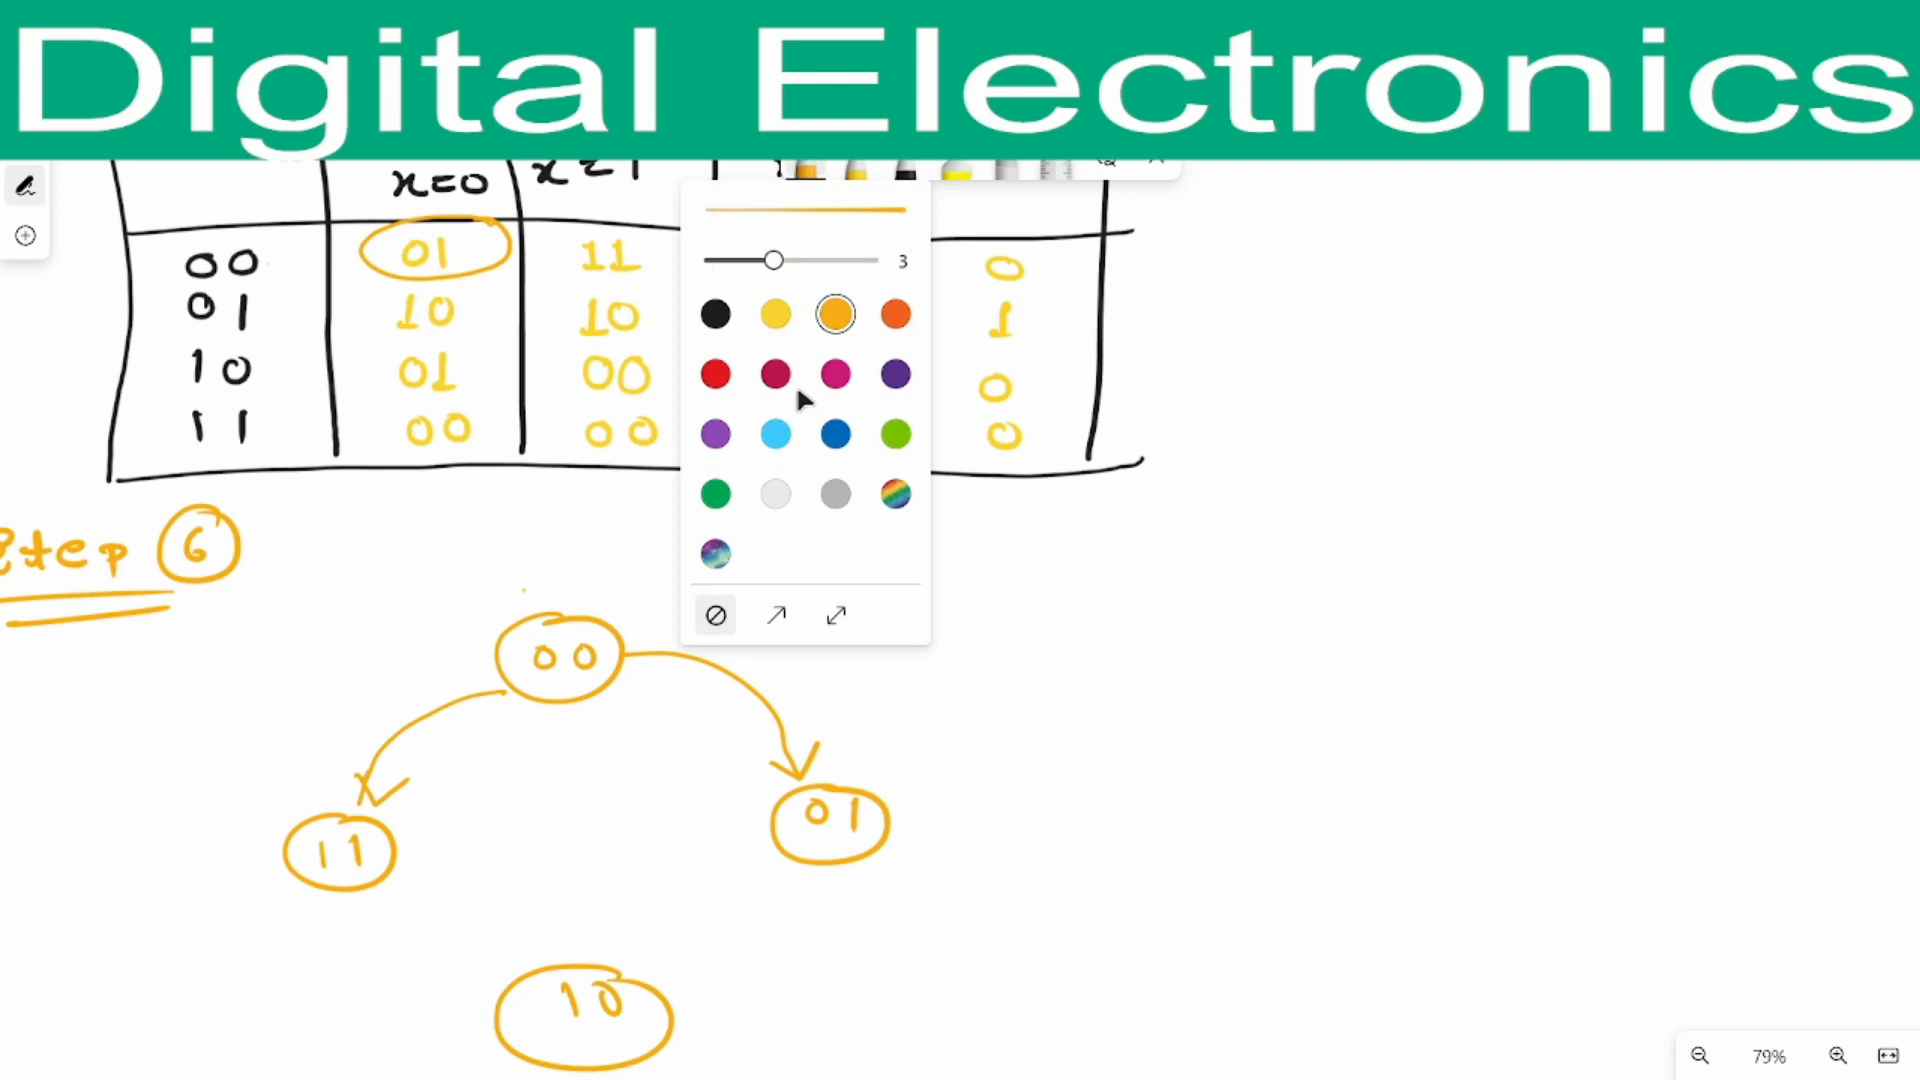 Digital Electronics
x=0 x=1
00 01 11 0
3
01 10 10 1
10 01 00 0
11 00 00 0
Step 6
00
01
11
10
79%